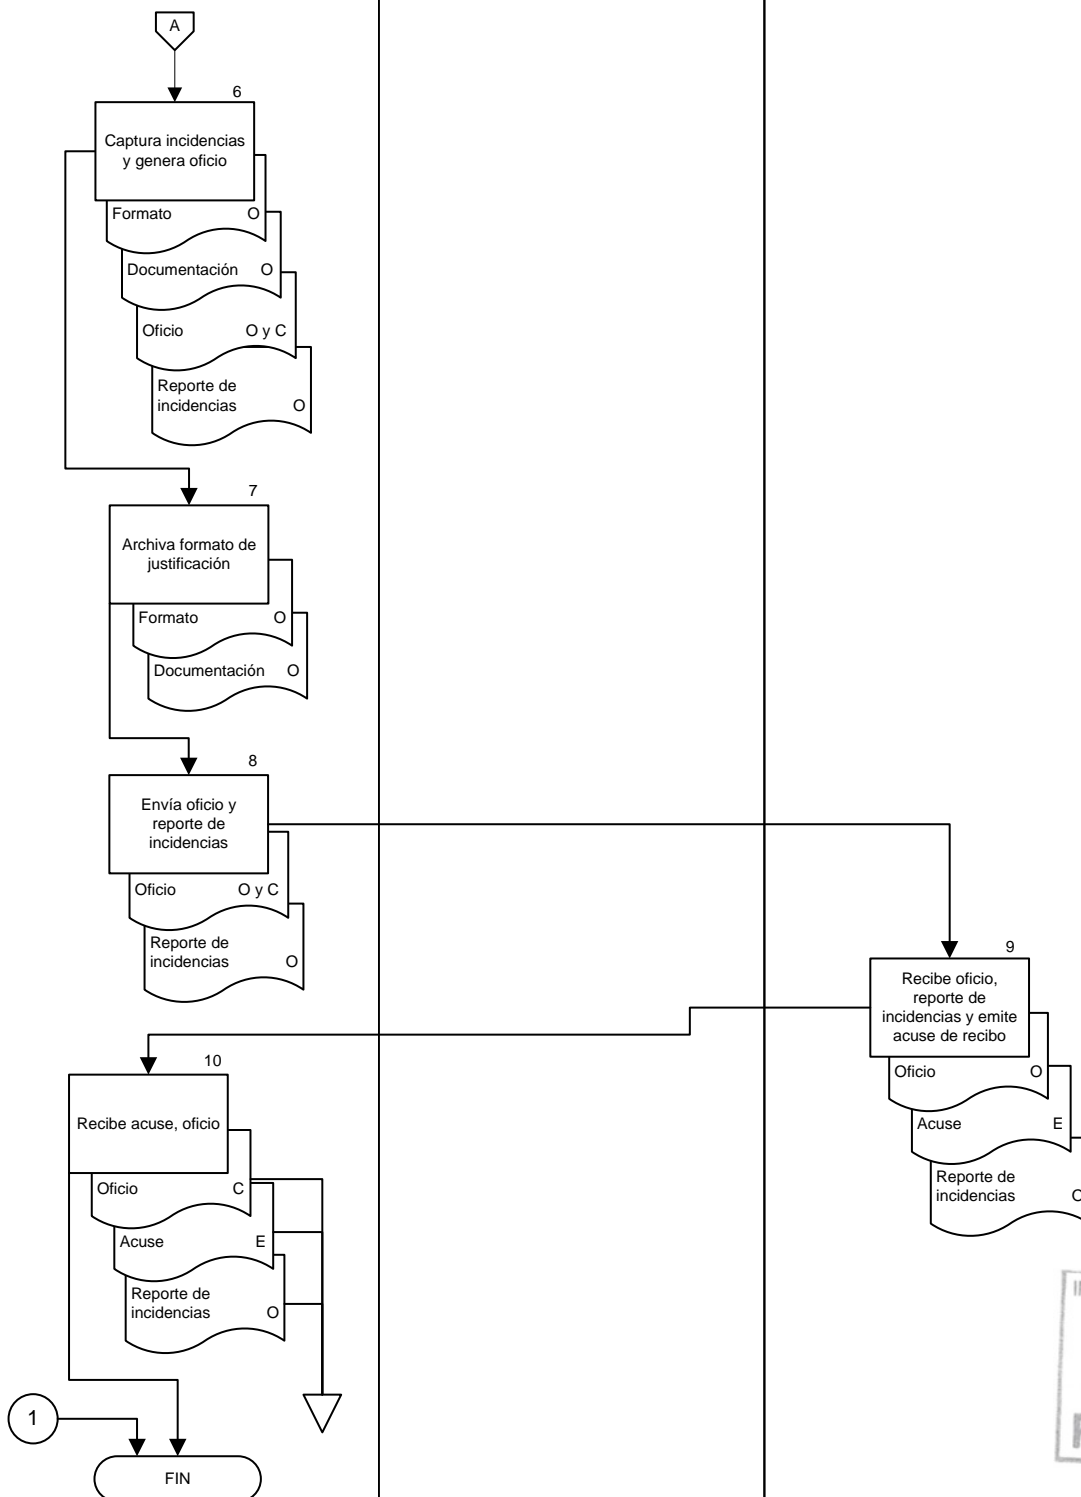 A
6
Captura incidencias
y genera oficio
Formato O
Documentación O
Oficio O y C
Reporte de
incidencias O
7
Archiva formato de
justificación
Formato O
Documentación O
8
Envía oficio y
reporte de
incidencias
Oficio O y C
Reporte de
incidencias O
9
Recibe oficio,
reporte de
incidencias y emite
acuse de recibo
Oficio O
Acuse E
Reporte de
incidencias
10
Recibe acuse, oficio
Oficio C
Acuse E
Reporte de
incidencias O
1
FIN